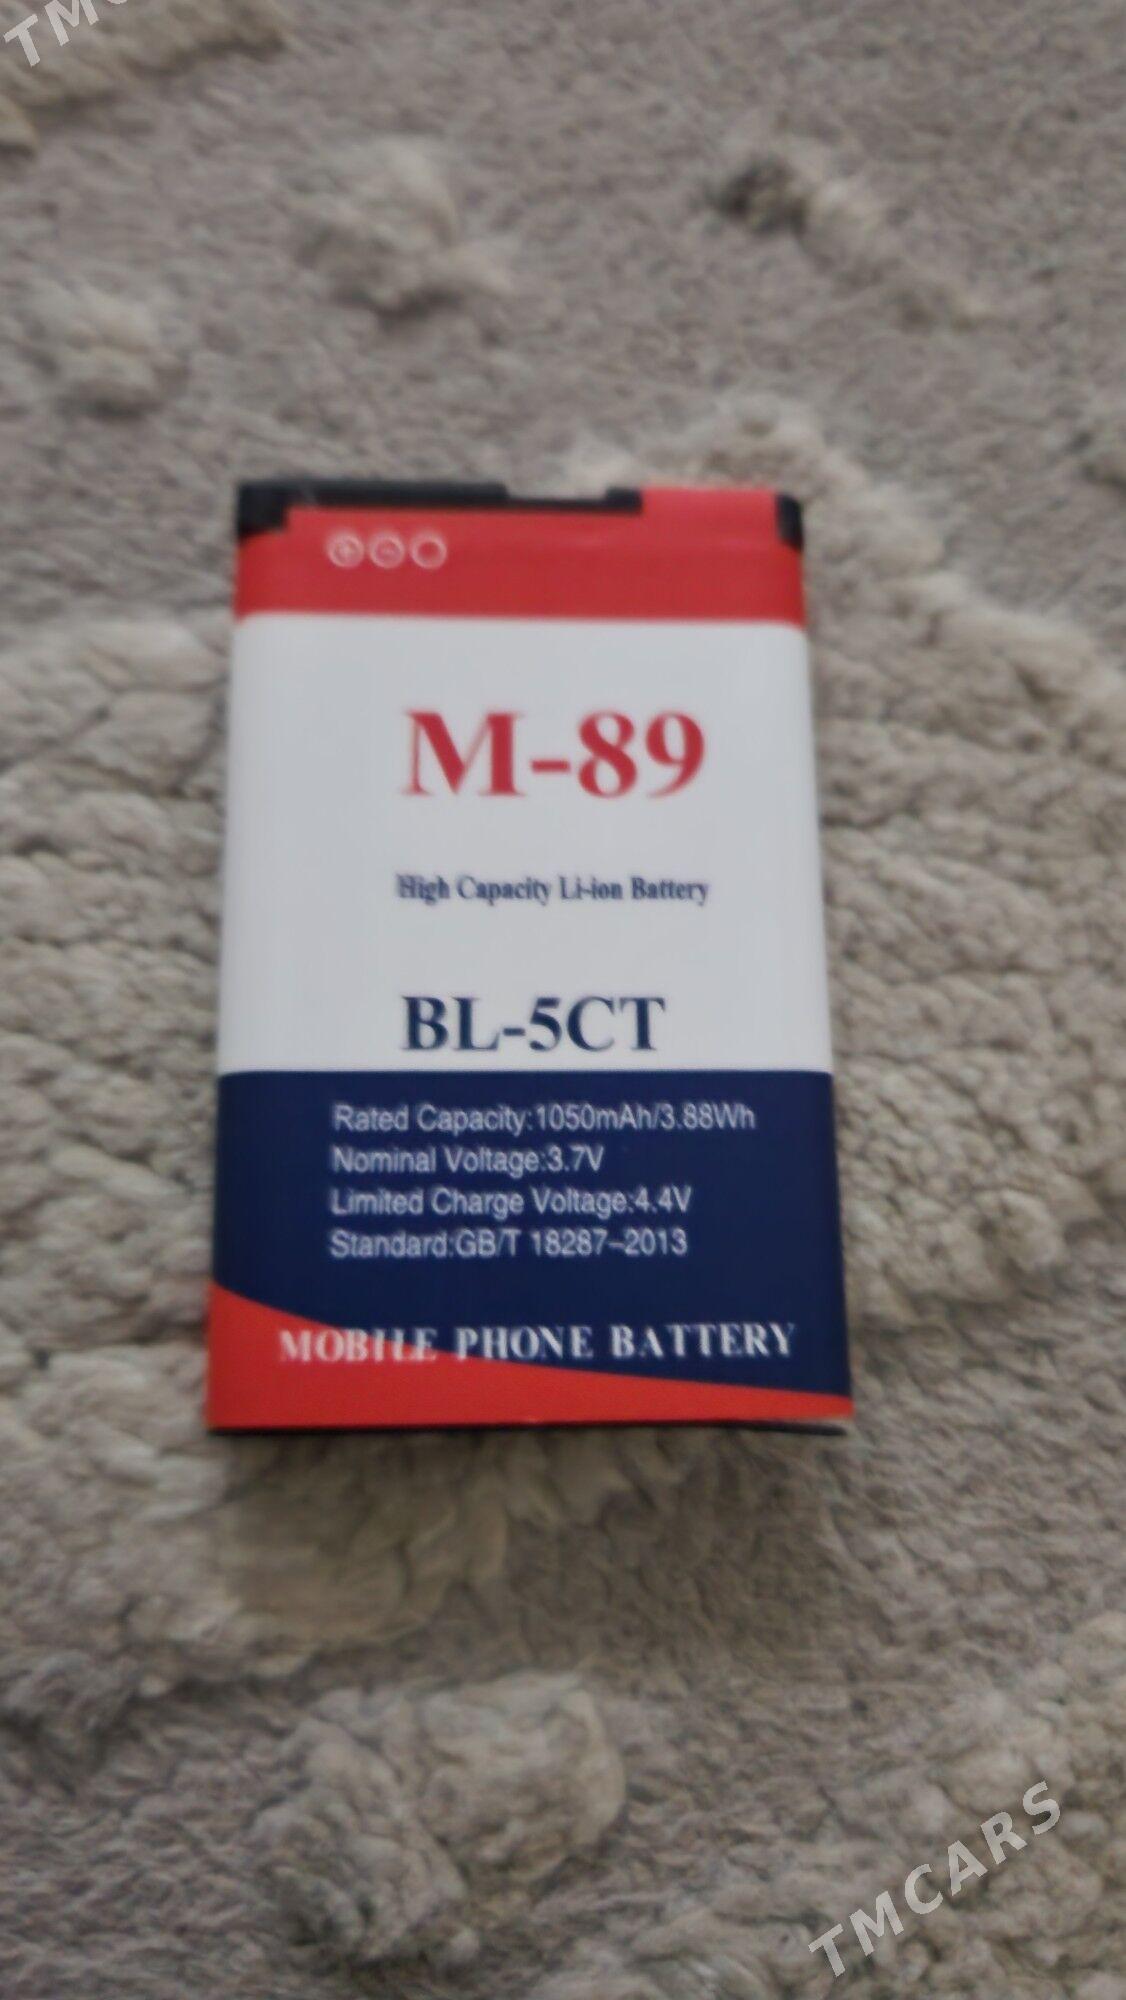 M-89
High Capacity Li-ion Battery
BL-5CT
Rated Capacity:1050mAh/3.88Wh
Nominal Voltage:3.7V
Limited Charge Voltage:4.4V
Standard:GB/T 18287-2013
MOBILE PHONE BATTERY
TMCARS